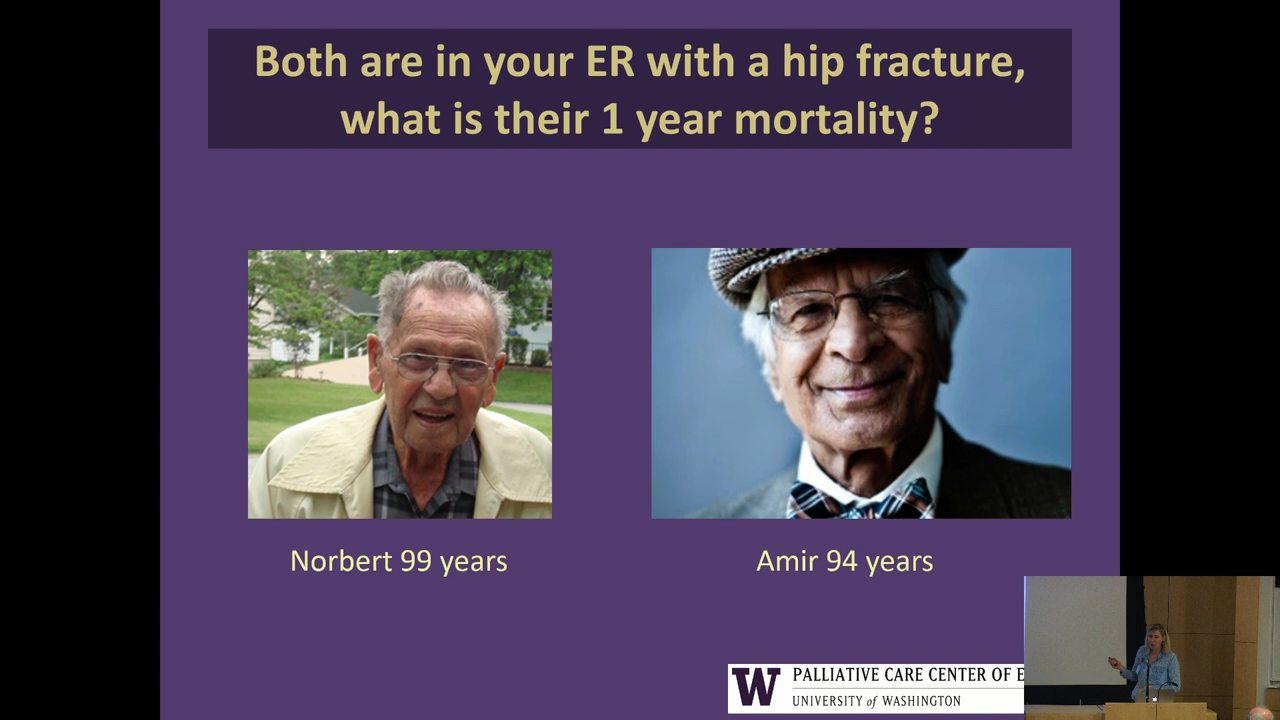 Both are in your ER with a hip fracture,
what is their 1 year mortality?
Norbert 99 years
Amir 94 years
W PALLIATIVE CARE CENTER OF E
UNIVERSITY of WASHINGTON